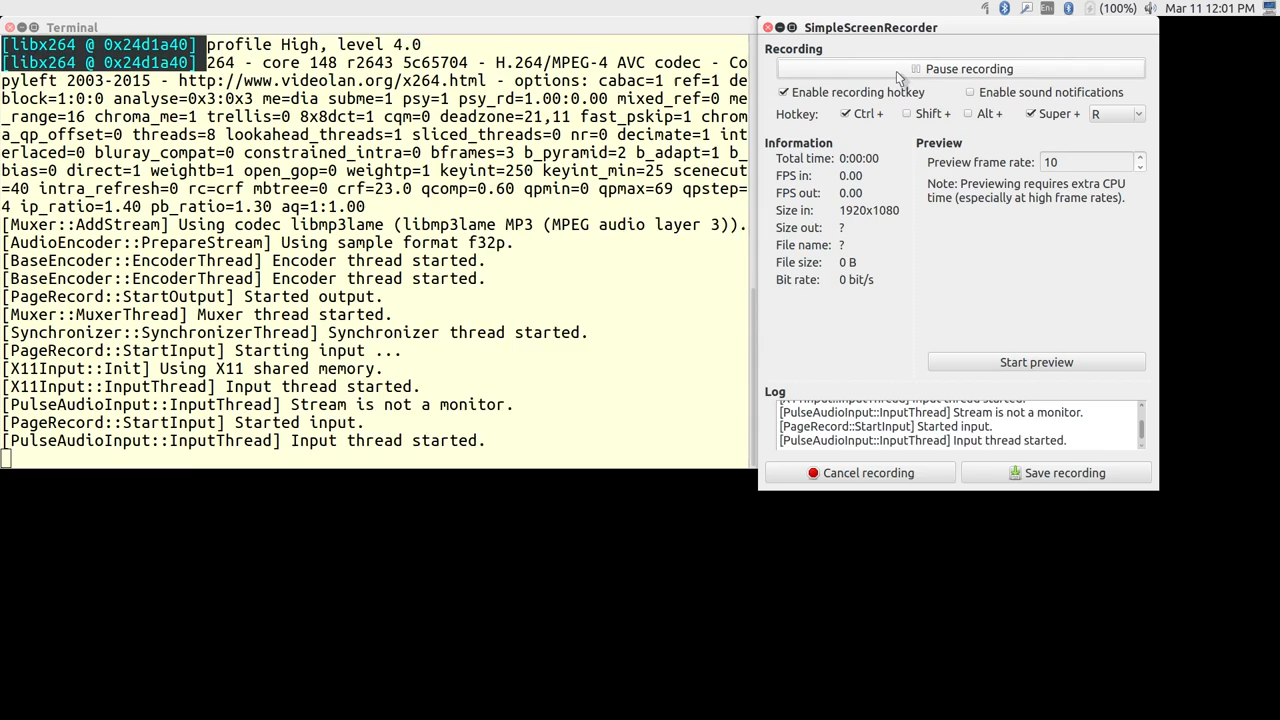 Terminal
SimpleScreenRecorder
En
(100%)
Mar 11 12:01 PM
[libx264 @ 0x24d1a40] profile High, level 4.0
[libx264 @ 0x24d1a40] 264 - core 148 r2643 5c65704 - H.264/MPEG-4 AVC codec - Co
pyleft 2003-2015 - http://www.videolan.org/x264.html - options: cabac=1 ref=1 de
block=1:0:0 analyse=0x3:0x3 me=dia subme=1 psy=1 psy_rd=1.00:0.00 mixed_ref=0 me
_range=16 chroma_me=1 trellis=0 8x8dct=1 cqm=0 deadzone=21,11 fast_pskip=1 chrom
a_qp_offset=0 threads=8 lookahead_threads=1 sliced_threads=0 nr=0 decimate=1 int
erlaced=0 bluray_compat=0 constrained_intra=0 bframes=3 b_pyramid=2 b_adapt=1 b_
bias=0 direct=1 weightb=1 open_gop=0 weightp=1 keyint=250 keyint_min=25 scenecut
=40 intra_refresh=0 rc=crf mbtree=0 crf=23.0 qcomp=0.60 qpmin=0 qpmax=69 qpstep=
4 ip_ratio=1.40 pb_ratio=1.30 aq=1:1.00
[Muxer::AddStream] Using codec libmp3lame (libmp3lame MP3 (MPEG audio layer 3)).
[AudioEncoder::PrepareStream] Using sample format f32p.
[BaseEncoder::EncoderThread] Encoder thread started.
[BaseEncoder::EncoderThread] Encoder thread started.
[PageRecord::StartOutput] Started output.
[Muxer::MuxerThread] Muxer thread started.
[Synchronizer::SynchronizerThread] Synchronizer thread started.
[PageRecord::StartInput] Starting input ...
[X11Input::Init] Using X11 shared memory.
[X11Input::InputThread] Input thread started.
[PulseAudioInput::InputThread] Stream is not a monitor.
[PageRecord::StartInput] Started input.
[PulseAudioInput::InputThread] Input thread started.
Recording
Pause recording
Enable recording hotkey Enable sound notifications
Hotkey: Ctrl + Shift + Alt + Super + R
Information
Total time: 0:00:00
FPS in: 0.00
FPS out: 0.00
Size in: 1920x1080
Size out: ?
File name: ?
File size: 0 B
Bit rate: 0 bit/s
Preview
Preview frame rate: 10
Note: Previewing requires extra CPU
time (especially at high frame rates).
Start preview
Log
[X11Input::InputThread] Input thread started.
[PulseAudioInput::InputThread] Stream is not a monitor.
[PageRecord::StartInput] Started input.
[PulseAudioInput::InputThread] Input thread started.
Cancel recording Save recording